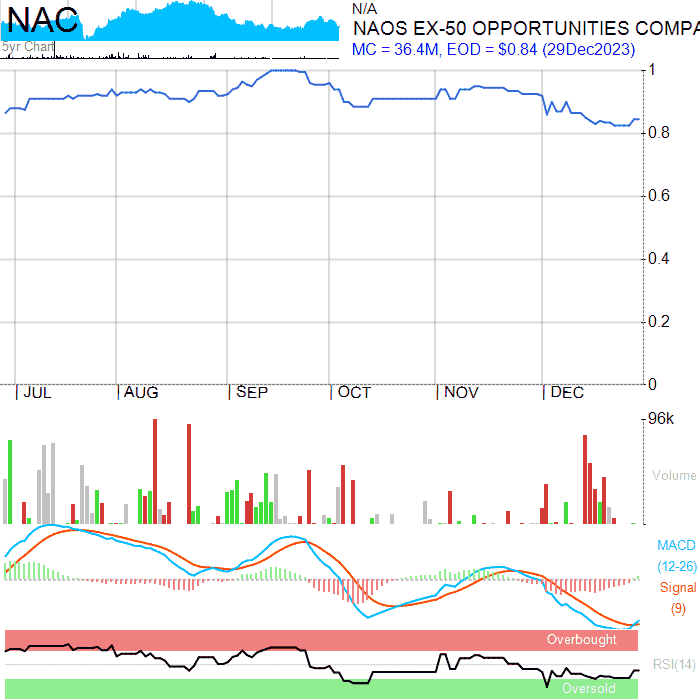 NAC
5yr Chart
N/A
NAOS EX-50 OPPORTUNITIES COMPA
MC = 36.4M, EOD = $0.84 (29Dec2023)
1
0.8
0.6
0.4
0.2
0
JUL AUG SEP OCT NOV DEC
96k
Volume
MACD
(12-26)
Signal
(9)
Overbought
RSI(14)
Oversold